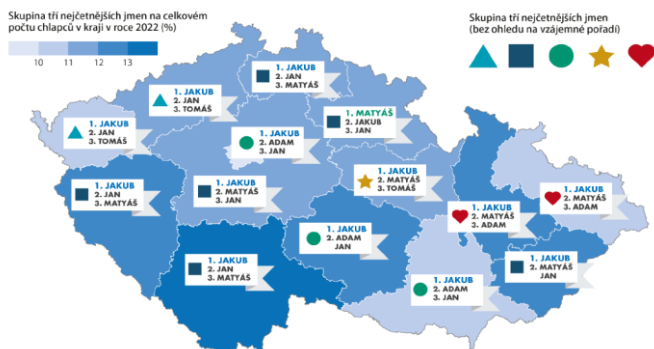 Skupina tří nejčetnějších jmen na celkovém
počtu chlapců v kraji v roce 2022 (%)
10 11 12 13
Skupina tří nejčetnějších jmen
(bez ohledu na vzájemné pořadí)
1. JAKUB
2. JAN
3. MATYÁŠ
1. JAKUB
2. JAN
3. TOMÁŠ
1. MATYÁŠ
2. JAKUB
3. JAN
1. JAKUB
2. JAN
3. TOMÁŠ
1. JAKUB
2. ADAM
3. JAN
1. JAKUB
2. MATYÁŠ
3. TOMÁŠ
1. JAKUB
2. JAN
3. MATYÁŠ
1. JAKUB
2. MATYÁŠ
3. JAN
1. JAKUB
2. MATYÁŠ
3. ADAM
1. JAKUB
2. MATYÁŠ
3. ADAM
1. JAKUB
2. ADAM
JAN
1. JAKUB
2. JAN
3. MATYÁŠ
1. JAKUB
2. MATYÁŠ
JAN
1. JAKUB
2. ADAM
3. JAN